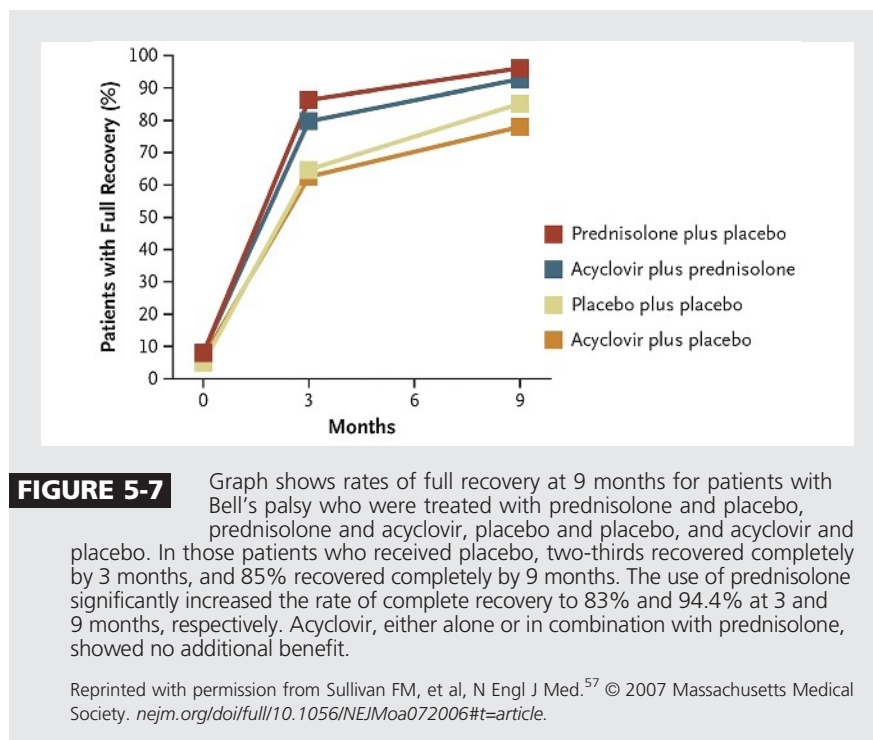 100
90
80
70
60
50
40
30
20
10
0
Patients with Full Recovery (%)
0 3 6 9
Months
Prednisolone plus placebo
Acyclovir plus prednisolone
Placebo plus placebo
Acyclovir plus placebo
FIGURE 5-7 Graph shows rates of full recovery at 9 months for patients with
Bell's palsy who were treated with prednisolone and placebo,
prednisolone and acyclovir, placebo and placebo, and acyclovir and
placebo. In those patients who received placebo, two-thirds recovered completely
by 3 months, and 85% recovered completely by 9 months. The use of prednisolone
significantly increased the rate of complete recovery to 83% and 94.4% at 3 and
9 months, respectively. Acyclovir, either alone or in combination with prednisolone,
showed no additional benefit.
Reprinted with permission from Sullivan FM, et al, N Engl J Med.57 © 2007 Massachusetts Medical
Society. nejm.org/doi/full/10.1056/NEJMoa072006#t=article.